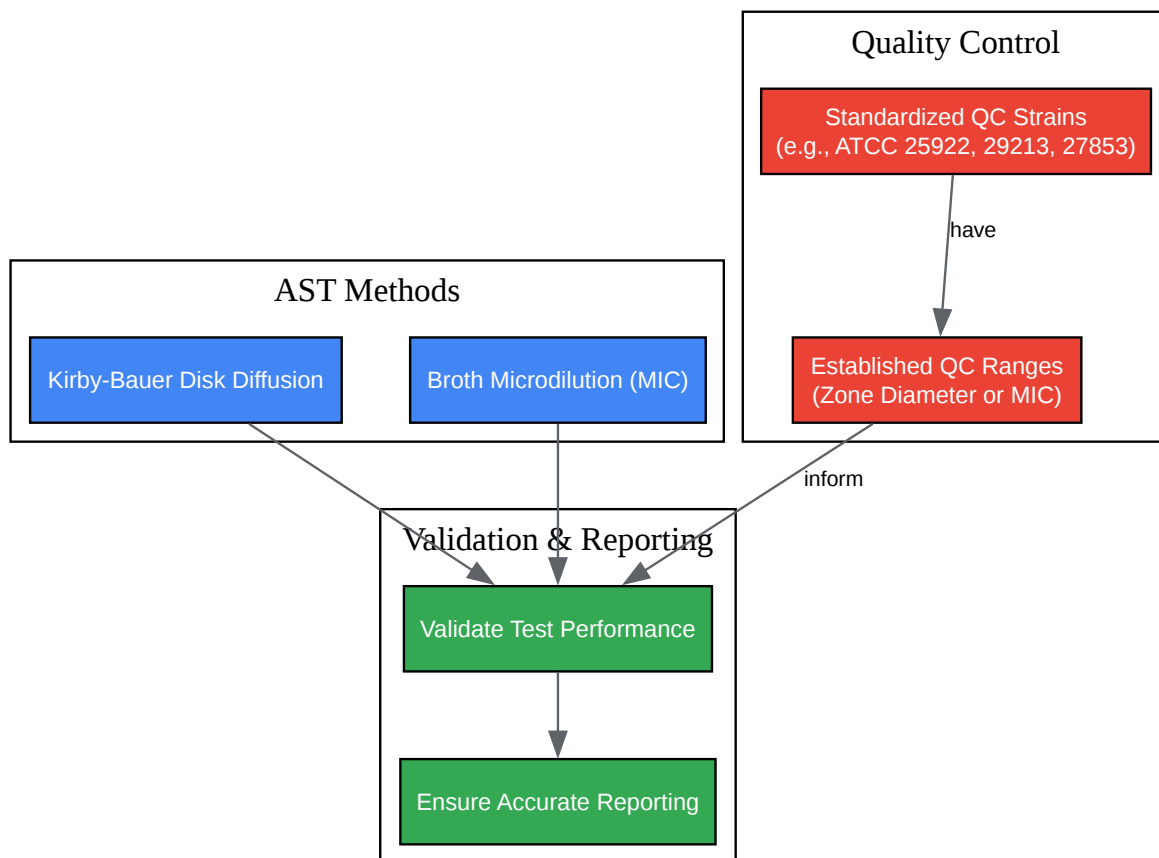 Quality Control
Standardized QC Strains
(e.g., ATCC 25922, 29213, 27853)
have
AST Methods
Kirby-Bauer Disk Diffusion
Broth Microdilution (MIC)
Established QC Ranges
(Zone Diameter or MIC)
inform
Validation & Reporting
Validate Test Performance
Ensure Accurate Reporting